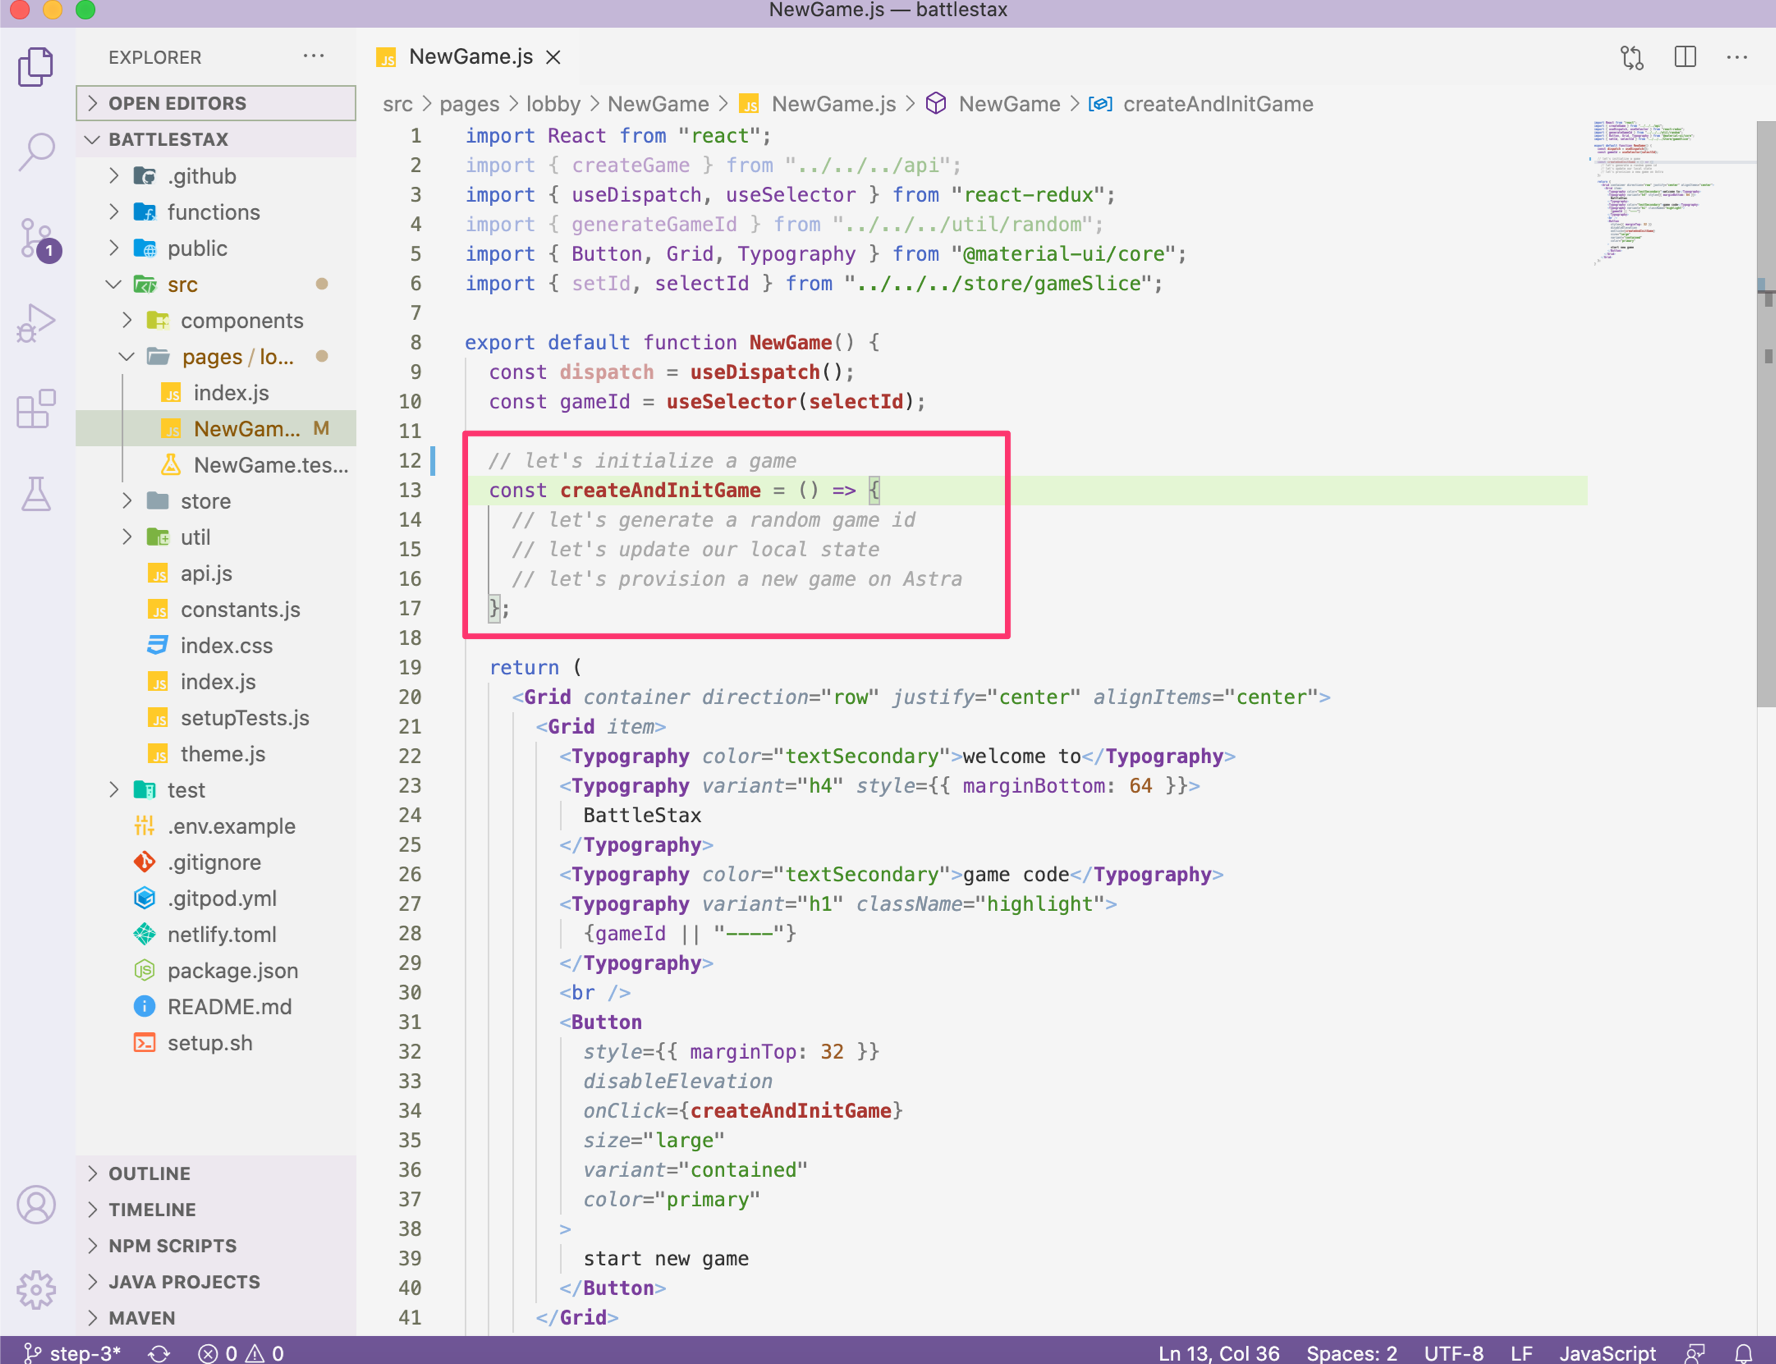 NewGame.js — battlestax
EXPLORER ···
OPEN EDITORS
BATTLESTAX
.github
functions
public
src
components
pages / lo...
index.js
NewGam... M
NewGame.tes...
store
util
api.js
constants.js
index.css
index.js
setupTests.js
theme.js
test
.env.example
.gitignore
.gitpod.yml
netlify.toml
package.json
README.md
setup.sh
OUTLINE
TIMELINE
NPM SCRIPTS
JAVA PROJECTS
MAVEN
1
JS NewGame.js
src > pages > lobby > NewGame > JS NewGame.js > NewGame > createAndInitGame
1 import React from "react";
2 import { createGame } from "../../../api";
3 import { useDispatch, useSelector } from "react-redux";
4 import { generateGameId } from "../../../util/random";
5 import { Button, Grid, Typography } from "@material-ui/core";
6 import { setId, selectId } from "../../../store/gameSlice";
7
8 export default function NewGame() {
9 const dispatch = useDispatch();
10 const gameId = useSelector(selectId);
11
12 // let's initialize a game
13 const createAndInitGame = () => {
14 // let's generate a random game id
15 // let's update our local state
16 // let's provision a new game on Astra
17 };
18
19 return (
20 <Grid container direction="row" justify="center" alignItems="center">
21 <Grid item>
22 <Typography color="textSecondary">welcome to</Typography>
23 <Typography variant="h4" style={{ marginBottom: 64 }}>
24 BattleStax
25 </Typography>
26 <Typography color="textSecondary">game code</Typography>
27 <Typography variant="h1" className="highlight">
28 {gameId || "----"}
29 </Typography>
30 <br />
31 <Button
32 style={{ marginTop: 32 }}
33 disableElevation
34 onClick={createAndInitGame}
35 size="large"
36 variant="contained"
37 color="primary"
38 >
39 start new game
40 </Button>
41 </Grid>
step-3* 0 0 Ln 13, Col 36 Spaces: 2 UTF-8 LF JavaScript